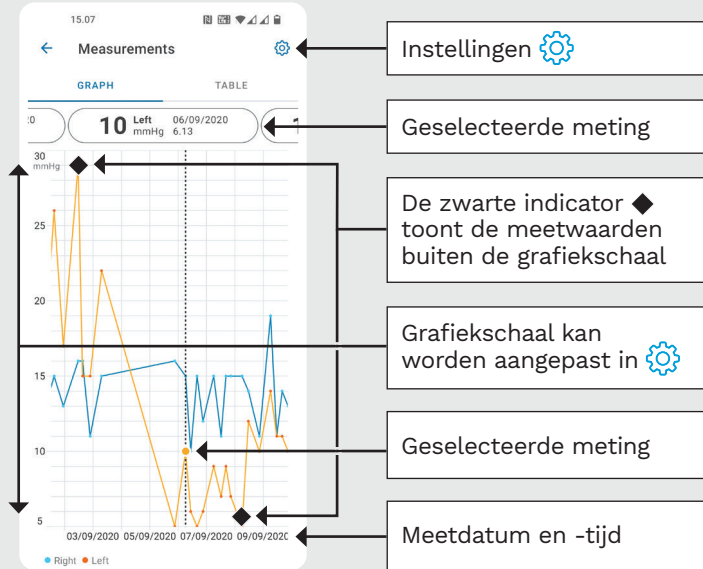 15.07
Measurements
GRAPH TABLE
20
10 Left 06/09/2020
mmHg 6.13
1
30
mmHg
25
20
15
10
5
03/09/2020 05/09/2020 07/09/2020 09/09/2020
Right Left
Instellingen
Geselecteerde meting
De zwarte indicator ◆
toont de meetwaarden
buiten de grafiekschaal
Grafiekschaal kan
worden aangepast in
Geselecteerde meting
Meetdatum en -tijd